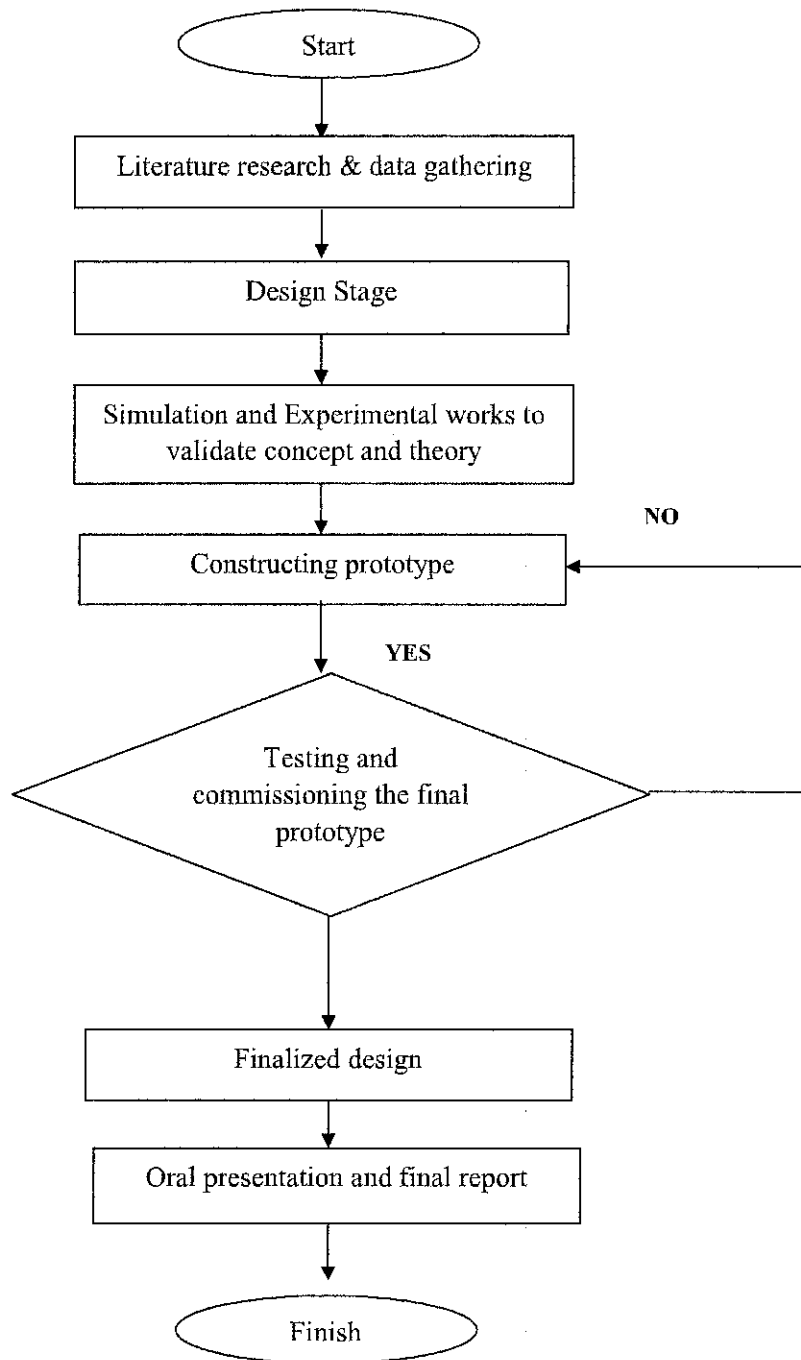 Start
Literature research & data gathering
Design Stage
Simulation and Experimental works to
validate concept and theory
NO
Constructing prototype
YES
Testing and
commissioning the final
prototype
Finalized design
Oral presentation and final report
Finish